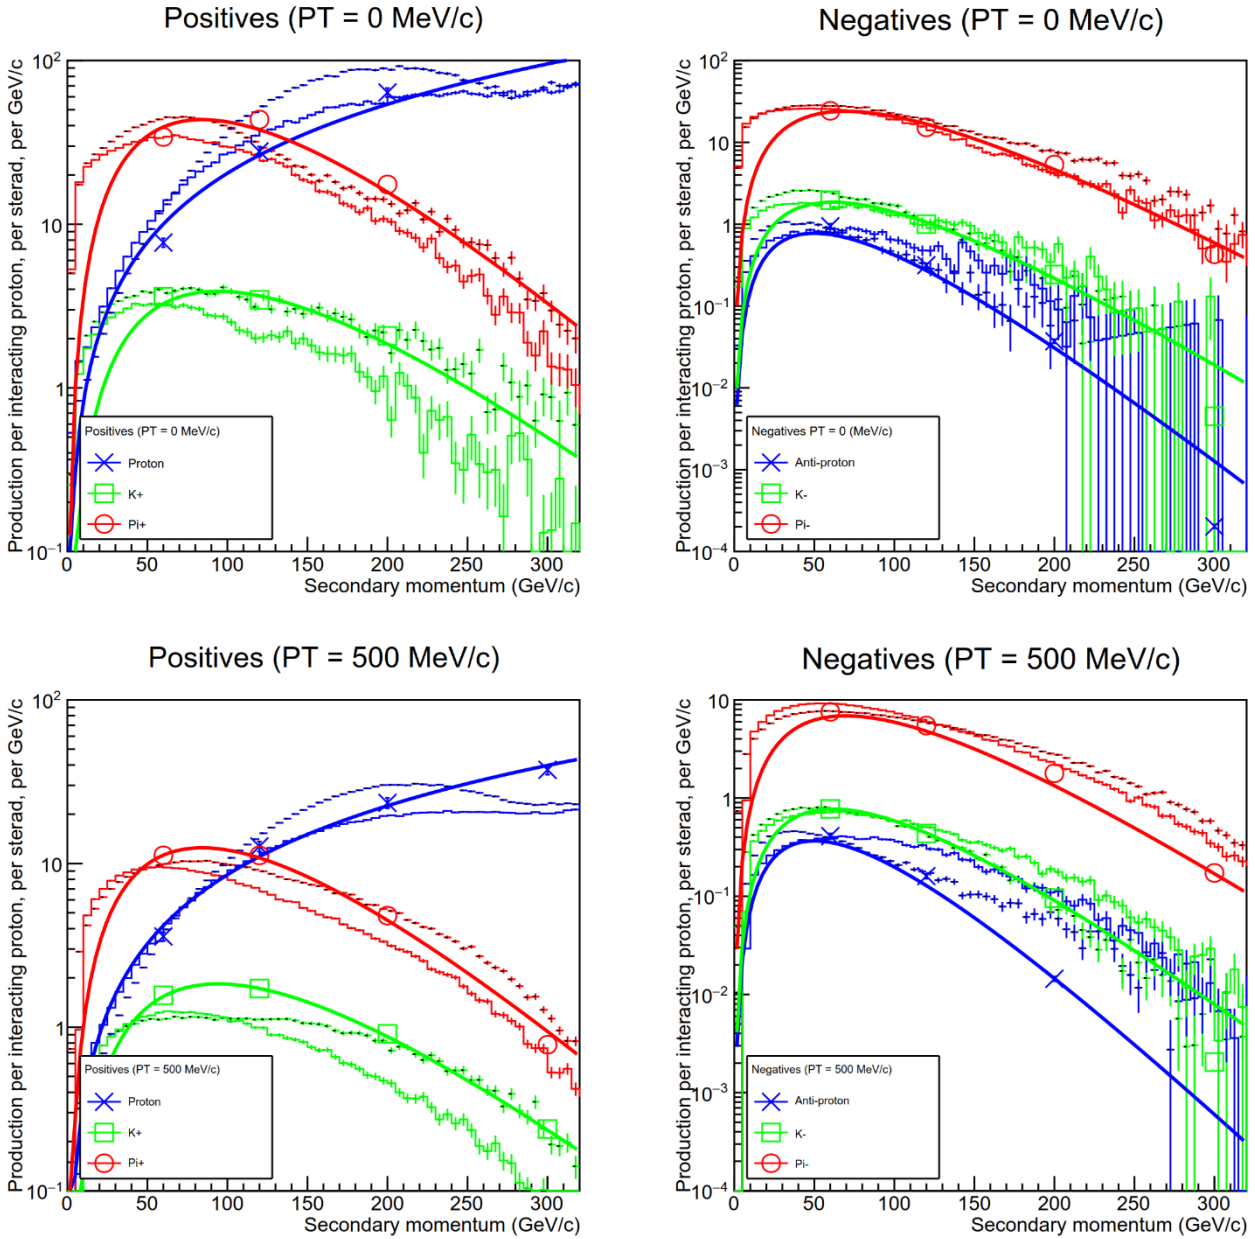 Positives (PT = 0 MeV/c)
Production per interacting proton, per sterad, per GeV/c
10²
10
1
10⁻¹
Positives (PT = 0 MeV/c)
Proton
K+
Pi+
0 50 100 150 200 250 300
Secondary momentum (GeV/c)
Negatives (PT = 0 MeV/c)
Production per interacting proton, per sterad, per GeV/c
10²
10
1
10⁻¹
10⁻²
10⁻³
10⁻⁴
Negatives PT = 0 (MeV/c)
Anti-proton
K-
Pi-
0 50 100 150 200 250 300
Secondary momentum (GeV/c)
Positives (PT = 500 MeV/c)
Production per interacting proton, per sterad, per GeV/c
10²
10
1
10⁻¹
Positives (PT = 500 MeV/c)
Proton
K+
Pi+
0 50 100 150 200 250 300
Secondary momentum (GeV/c)
Negatives (PT = 500 MeV/c)
Production per interacting proton, per sterad, per GeV/c
10
1
10⁻¹
10⁻²
10⁻³
10⁻⁴
Negatives (PT = 500 MeV/c)
Anti-proton
K-
Pi-
0 50 100 150 200 250 300
Secondary momentum (GeV/c)